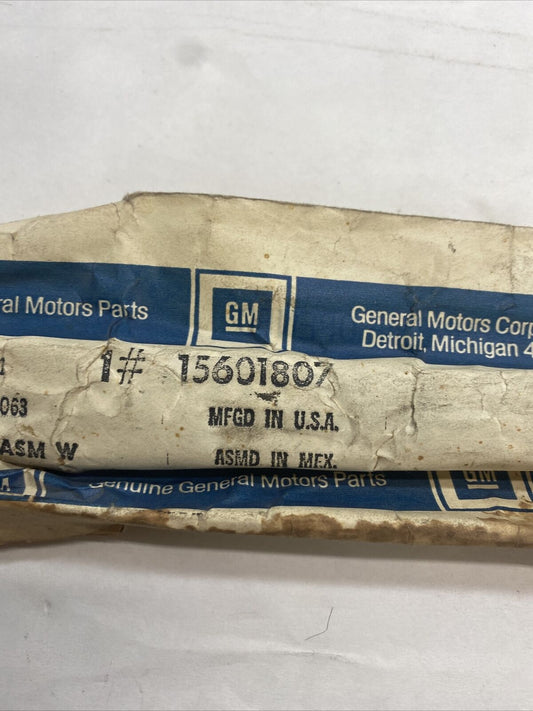 ral Motors Parts
GM
General Motors Corp
Detroit, Michigan 4
1# 15601807
063
MFGD IN U.S.A.
ASM W
ASMD IN MEX.
A.
Genuine General Motors Parts
GM